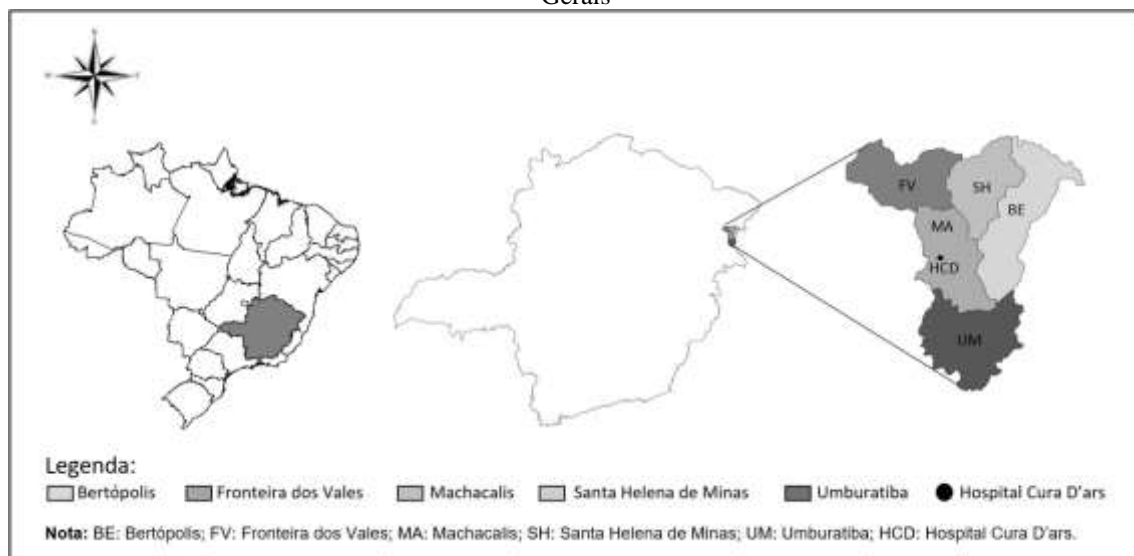 Gerais
FV
SH
BE
MA
HCD
UM
Legenda:
Bertópolis Fronteira dos Vales Machacalis Santa Helena de Minas Umburatiba Hospital Cura D'ars
Nota: BE: Bertópolis; FV: Fronteira dos Vales; MA: Machacalis; SH: Santa Helena de Minas; UM: Umburatiba; HCD: Hospital Cura D'ars.